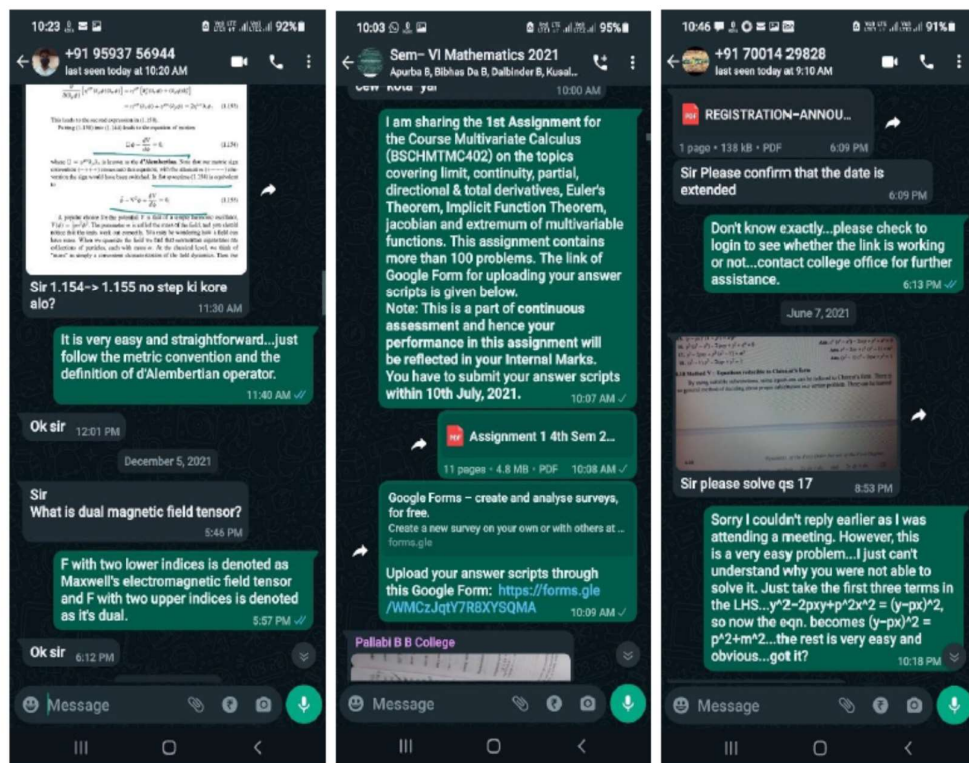 10:23
92%
+91 95937 56944
last seen today at 10:20 AM
This leads to the second expression in (1.150).
(1.154)
(1.155)
Sir 1.154-> 1.155 no step ki kore
alo?
11:30 AM
It is very easy and straightforward...just
follow the metric convention and the
definition of d'Alembertian operator.
11:40 AM
Ok sir 12:01 PM
December 5, 2021
Sir
What is dual magnetic field tensor?
5:46 PM
F with two lower indices is denoted as
Maxwell's electromagnetic field tensor
and F with two upper indices is denoted
as it's dual.
5:57 PM
Ok sir 6:12 PM
Message
10:03
95%
Sem- VI Mathematics 2021
Apurba B, Bibhas Da B, Dalbinder B, Kusal...
10:00 AM
I am sharing the 1st Assignment for
the Course Multivariate Calculus
(BSCHMTMC402) on the topics
covering limit, continuity, partial,
directional & total derivatives, Euler's
Theorem, Implicit Function Theorem,
jacobian and extremum of multivariable
functions. This assignment contains
more than 100 problems. The link of
Google Form for uploading your answer
scripts is given below.
Note: This is a part of continuous
assessment and hence your
performance in this assignment will
be reflected in your Internal Marks.
You have to submit your answer scripts
within 10th July, 2021.
10:07 AM
PDF Assignment 1 4th Sem 2...
11 pages • 4.8 MB • PDF 10:08 AM
Google Forms – create and analyse surveys,
for free.
Create a new survey on your own or with others at ...
forms.gle
Upload your answer scripts through
this Google Form: https://forms.gle
/WMCzJqtY7R8XYSQMA
10:09 AM
Pallabi B B College
Message
10:46
91%
+91 70014 29828
last seen today at 9:10 AM
PDF REGISTRATION-ANNOU...
1 page • 138 kB • PDF 6:09 PM
Sir Please confirm that the date is
extended
6:09 PM
Don't know exactly...please check to
login to see whether the link is working
or not...contact college office for further
assistance.
6:13 PM
June 7, 2021
Sir please solve qs 17
8:53 PM
Sorry I couldn't reply earlier as I was
attending a meeting. However, this
is a very easy problem...I just can't
understand why you were not able to
solve it. Just take the first three terms in
the LHS...y^2-2pxy+p^2x^2 = (y-px)^2,
so now the eqn. becomes (y-px)^2 =
p^2+m^2...the rest is very easy and
obvious...got it?
10:18 PM
Message